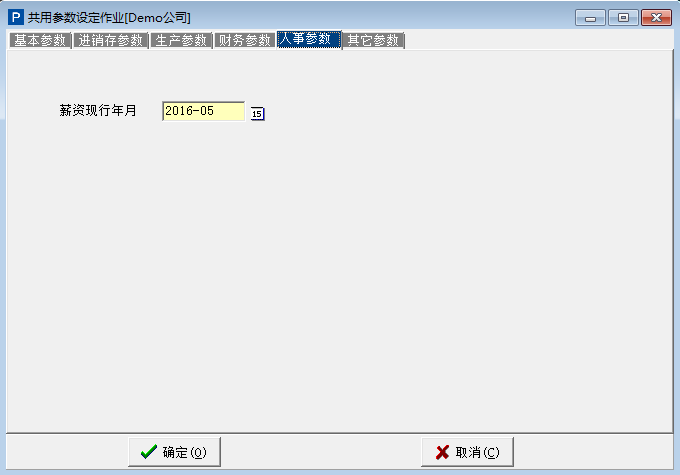 P 共用参数设定作业[Demo公司]
基本参数 进销存参数 生产参数 财务参数 人事参数 其它参数
薪资现行年月 2016-05 15
确定(O) 取消(C)